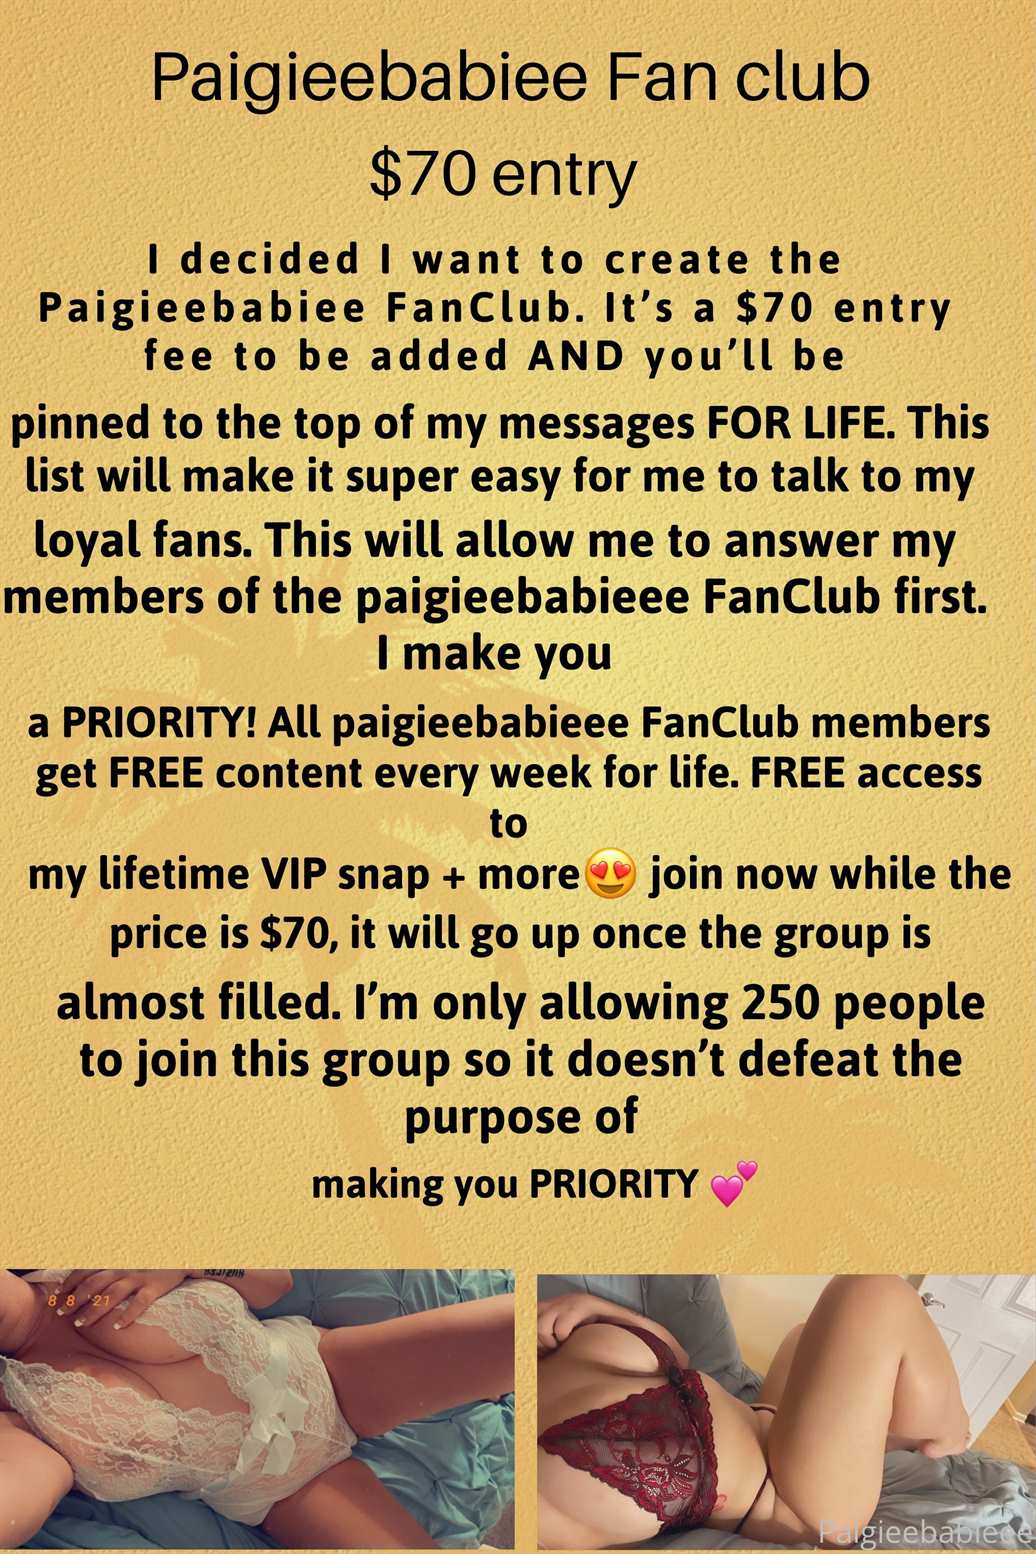 Paigieebabiee Fan club
$70 entry
I decided I want to create the
Paigieebabiee FanClub. It’s a $70 entry
fee to be added AND you’ll be
pinned to the top of my messages FOR LIFE. This
list will make it super easy for me to talk to my
loyal fans. This will allow me to answer my
members of the paigieebabieee FanClub first.
I make you
a PRIORITY! All paigieebabieee FanClub members
get FREE content every week for life. FREE access
to
my lifetime VIP snap + more😍 join now while the
price is $70, it will go up once the group is
almost filled. I’m only allowing 250 people
to join this group so it doesn’t defeat the
purpose of
making you PRIORITY 💕
8 8 '21
Paigieebabieee